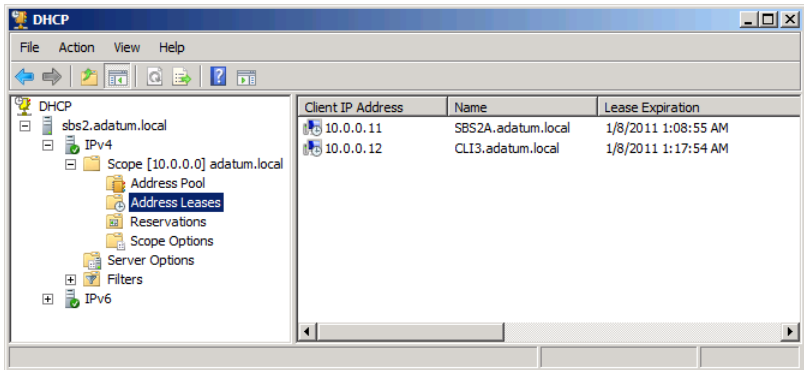 DHCP
File Action View Help
DHCP
sbs2.adatum.local
IPv4
Scope [10.0.0.0] adatum.local
Address Pool
Address Leases
Reservations
Scope Options
Server Options
Filters
IPv6
Client IP Address Name Lease Expiration
10.0.0.11 SBS2A.adatum.local 1/8/2011 1:08:55 AM
10.0.0.12 CLI3.adatum.local 1/8/2011 1:17:54 AM